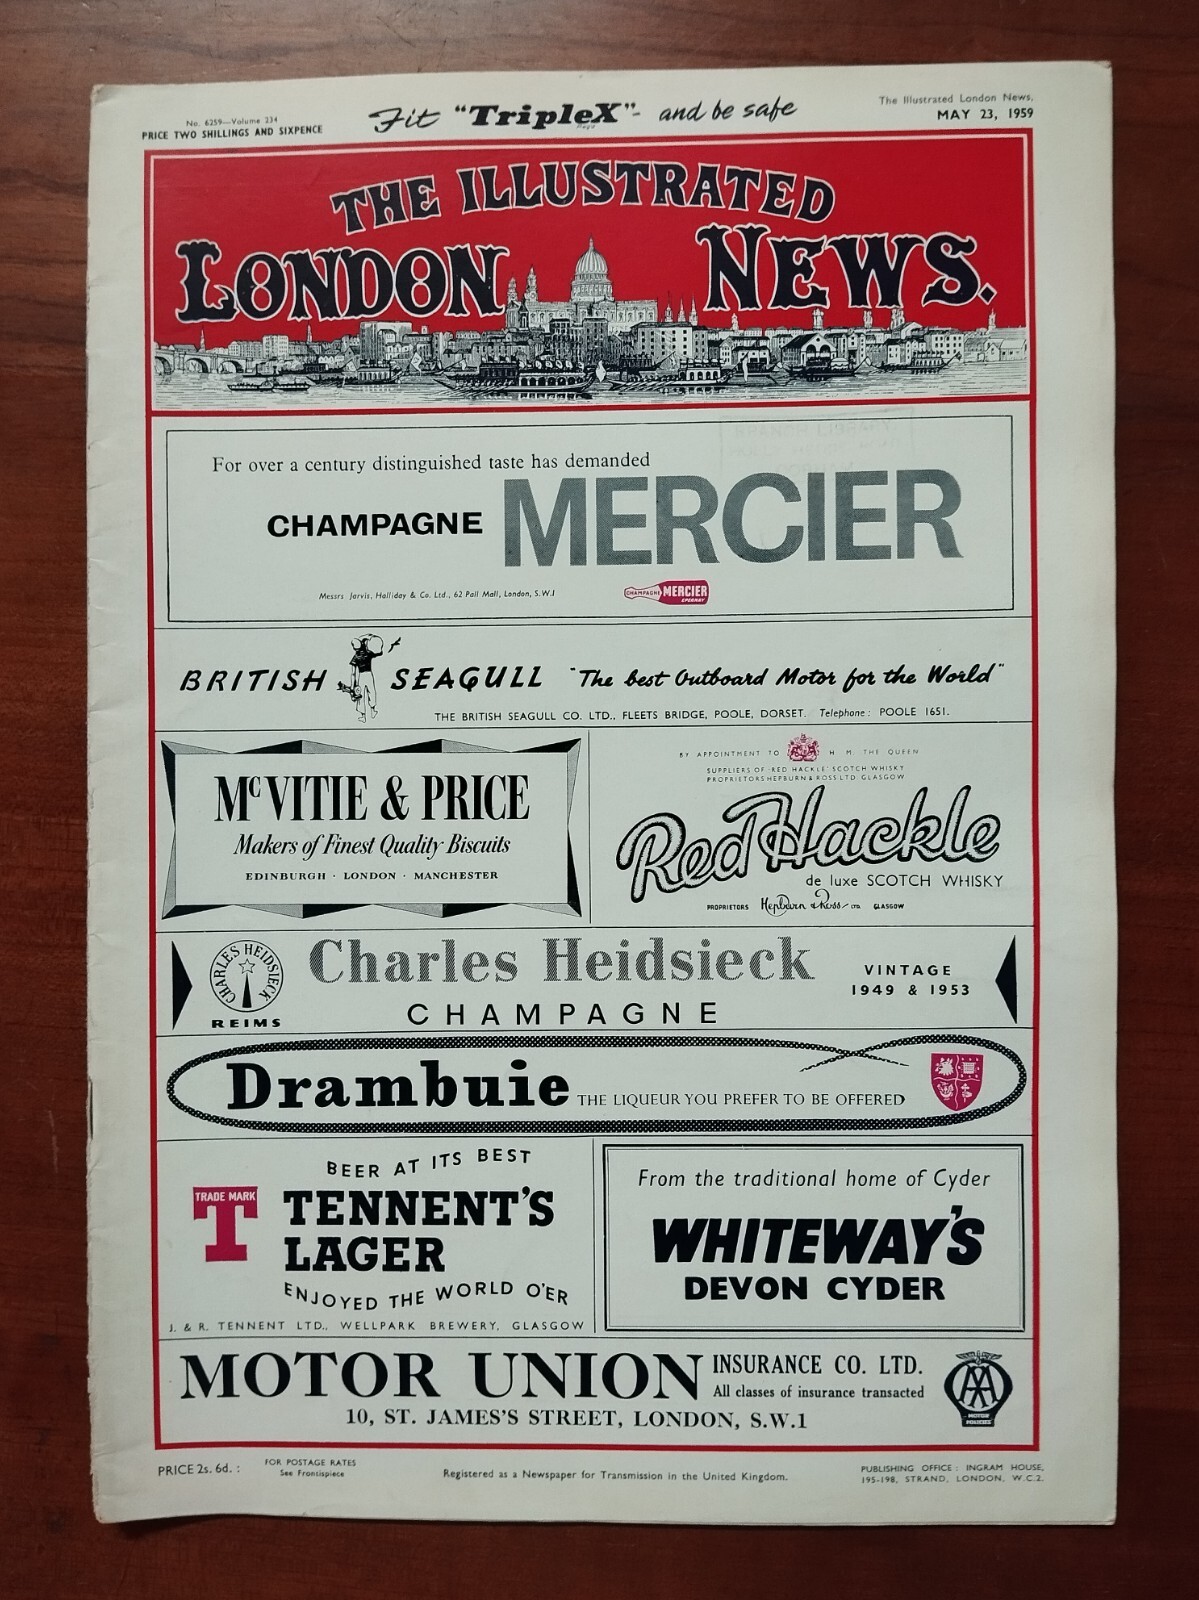 No. 6259—Volume 234
PRICE TWO SHILLINGS AND SIXPENCE
Fit "TripleX" - and be safe
The Illustrated London News,
MAY 23, 1959
THE ILLUSTRATED
LONDON NEWS.
For over a century distinguished taste has demanded
CHAMPAGNE MERCIER
Messrs Jarvis, Halliday & Co. Ltd., 62 Pall Mall, London, S.W.1
CHAMPAGNE MERCIER
EPERNAY
BRITISH SEAGULL "The best Outboard Motor for the World"
THE BRITISH SEAGULL CO. LTD., FLEETS BRIDGE, POOLE, DORSET. Telephone: POOLE 1651.
McVITIE & PRICE
Makers of Finest Quality Biscuits
EDINBURGH · LONDON · MANCHESTER
BY APPOINTMENT TO H. M. THE QUEEN
SUPPLIERS OF 'RED HACKLE' SCOTCH WHISKY
PROPRIETORS HEPBURN & ROSS LTD. GLASGOW
Red Hackle
de luxe SCOTCH WHISKY
PROPRIETORS Hepburn & Ross LTD. GLASGOW
CHARLES HEIDSIECK
REIMS
Charles Heidsieck
CHAMPAGNE
VINTAGE
1949 & 1953
Drambuie THE LIQUEUR YOU PREFER TO BE OFFERED
BEER AT ITS BEST
TRADE MARK
T
TENNENT'S
LAGER
ENJOYED THE WORLD O'ER
J. & R. TENNENT LTD., WELLPARK BREWERY, GLASGOW
From the traditional home of Cyder
WHITEWAY'S
DEVON CYDER
MOTOR UNION INSURANCE CO. LTD.
All classes of insurance transacted
10, ST. JAMES'S STREET, LONDON, S.W.1
AA
MOTOR
POLICIES
PRICE 2s. 6d. :
FOR POSTAGE RATES
See Frontispiece
Registered as a Newspaper for Transmission in the United Kingdom.
PUBLISHING OFFICE: INGRAM HOUSE,
195-198, STRAND, LONDON, W.C.2.